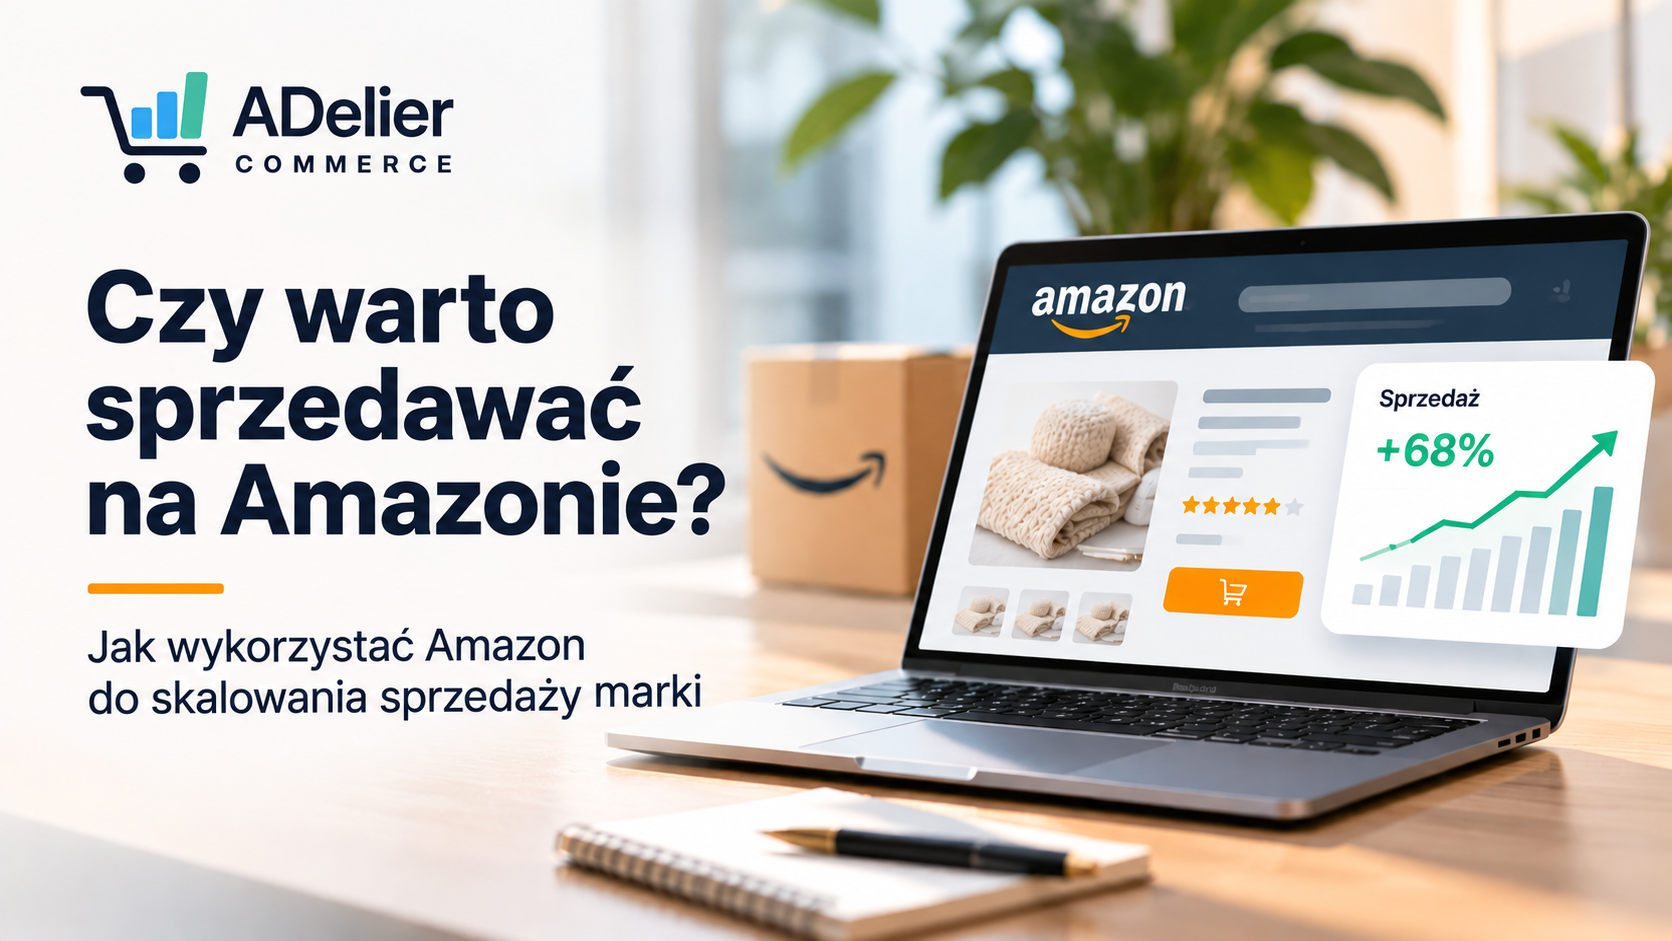 ADelier
COMMERCE
Czy warto
sprzedawać
na Amazonie?
Jak wykorzystać Amazon
do skalowania sprzedaży marki
amazon
Sprzedaż
+68%